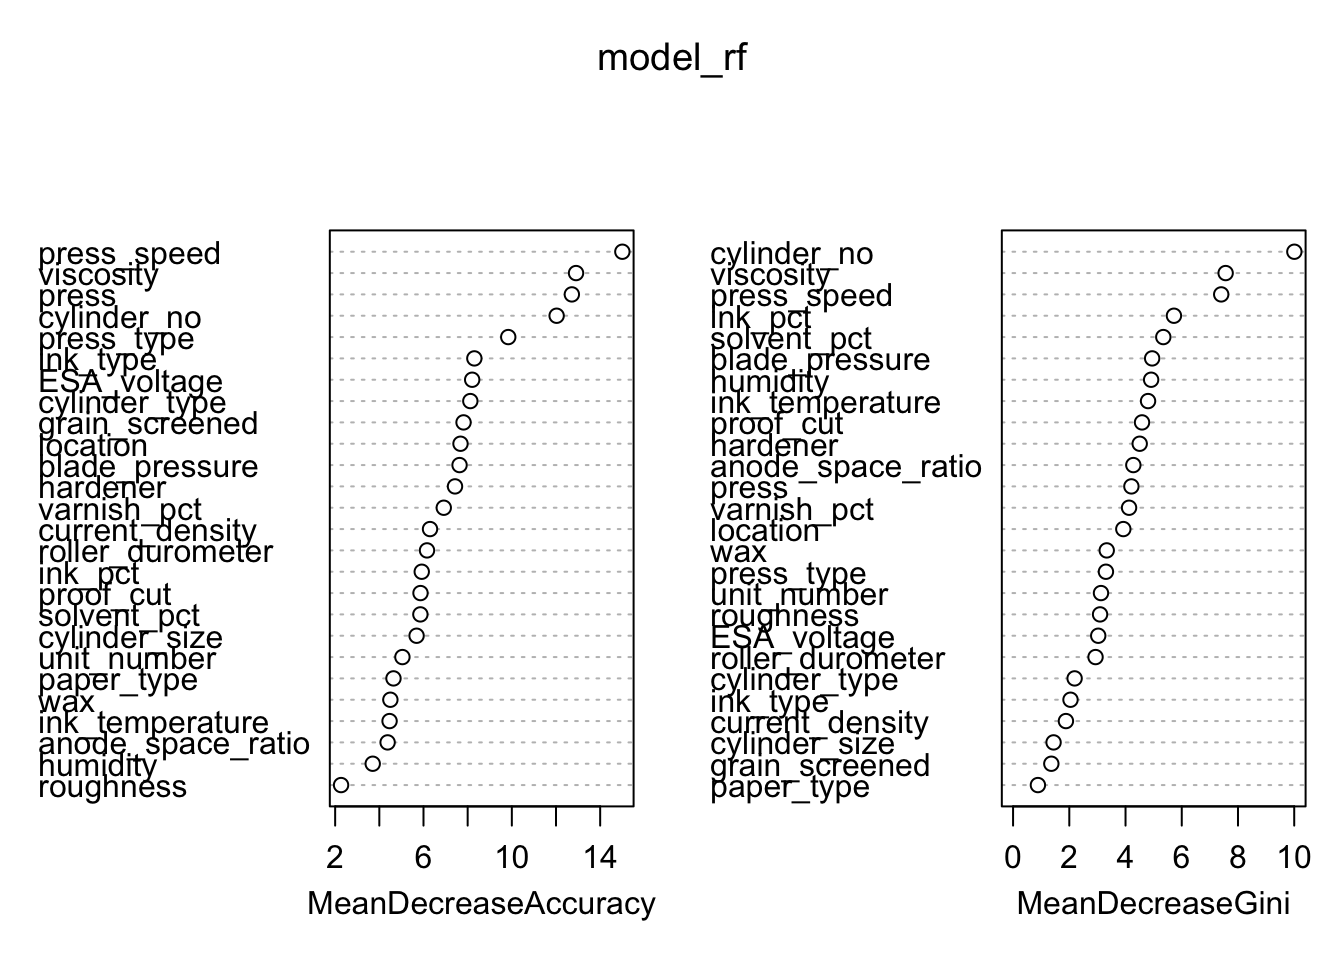 model_rf
press_speed
viscosity
press
cylinder_no
press_type
ink_type
ESA_voltage
cylinder_type
grain_screened
location
blade_pressure
hardener
varnish_pct
current_density
roller_durometer
ink_pct
proof_cut
solvent_pct
cylinder_size
unit_number
paper_type
wax
ink_temperature
anode_space_ratio
humidity
roughness
2 6 10 14
MeanDecreaseAccuracy
cylinder_no
viscosity
press_speed
ink_pct
solvent_pct
blade_pressure
humidity
ink_temperature
proof_cut
hardener
anode_space_ratio
press
varnish_pct
location
wax
press_type
unit_number
roughness
ESA_voltage
roller_durometer
cylinder_type
ink_type
current_density
cylinder_size
grain_screened
paper_type
0 2 4 6 8 10
MeanDecreaseGini